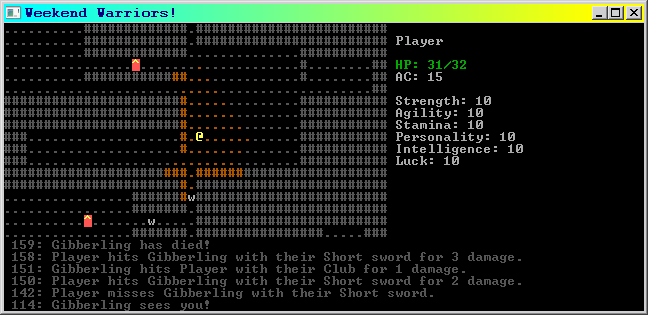 Weekend Warriors!
Player
HP: 31/32
AC: 15
Strength: 10
Agility: 10
Stamina: 10
Personality: 10
Intelligence: 10
Luck: 10
159: Gibberling has died!
158: Player hits Gibberling with their Short sword for 3 damage.
151: Gibberling hits Player with their Club for 1 damage.
150: Player hits Gibberling with their Short sword for 2 damage.
142: Player misses Gibberling with their Short sword.
114: Gibberling sees you!